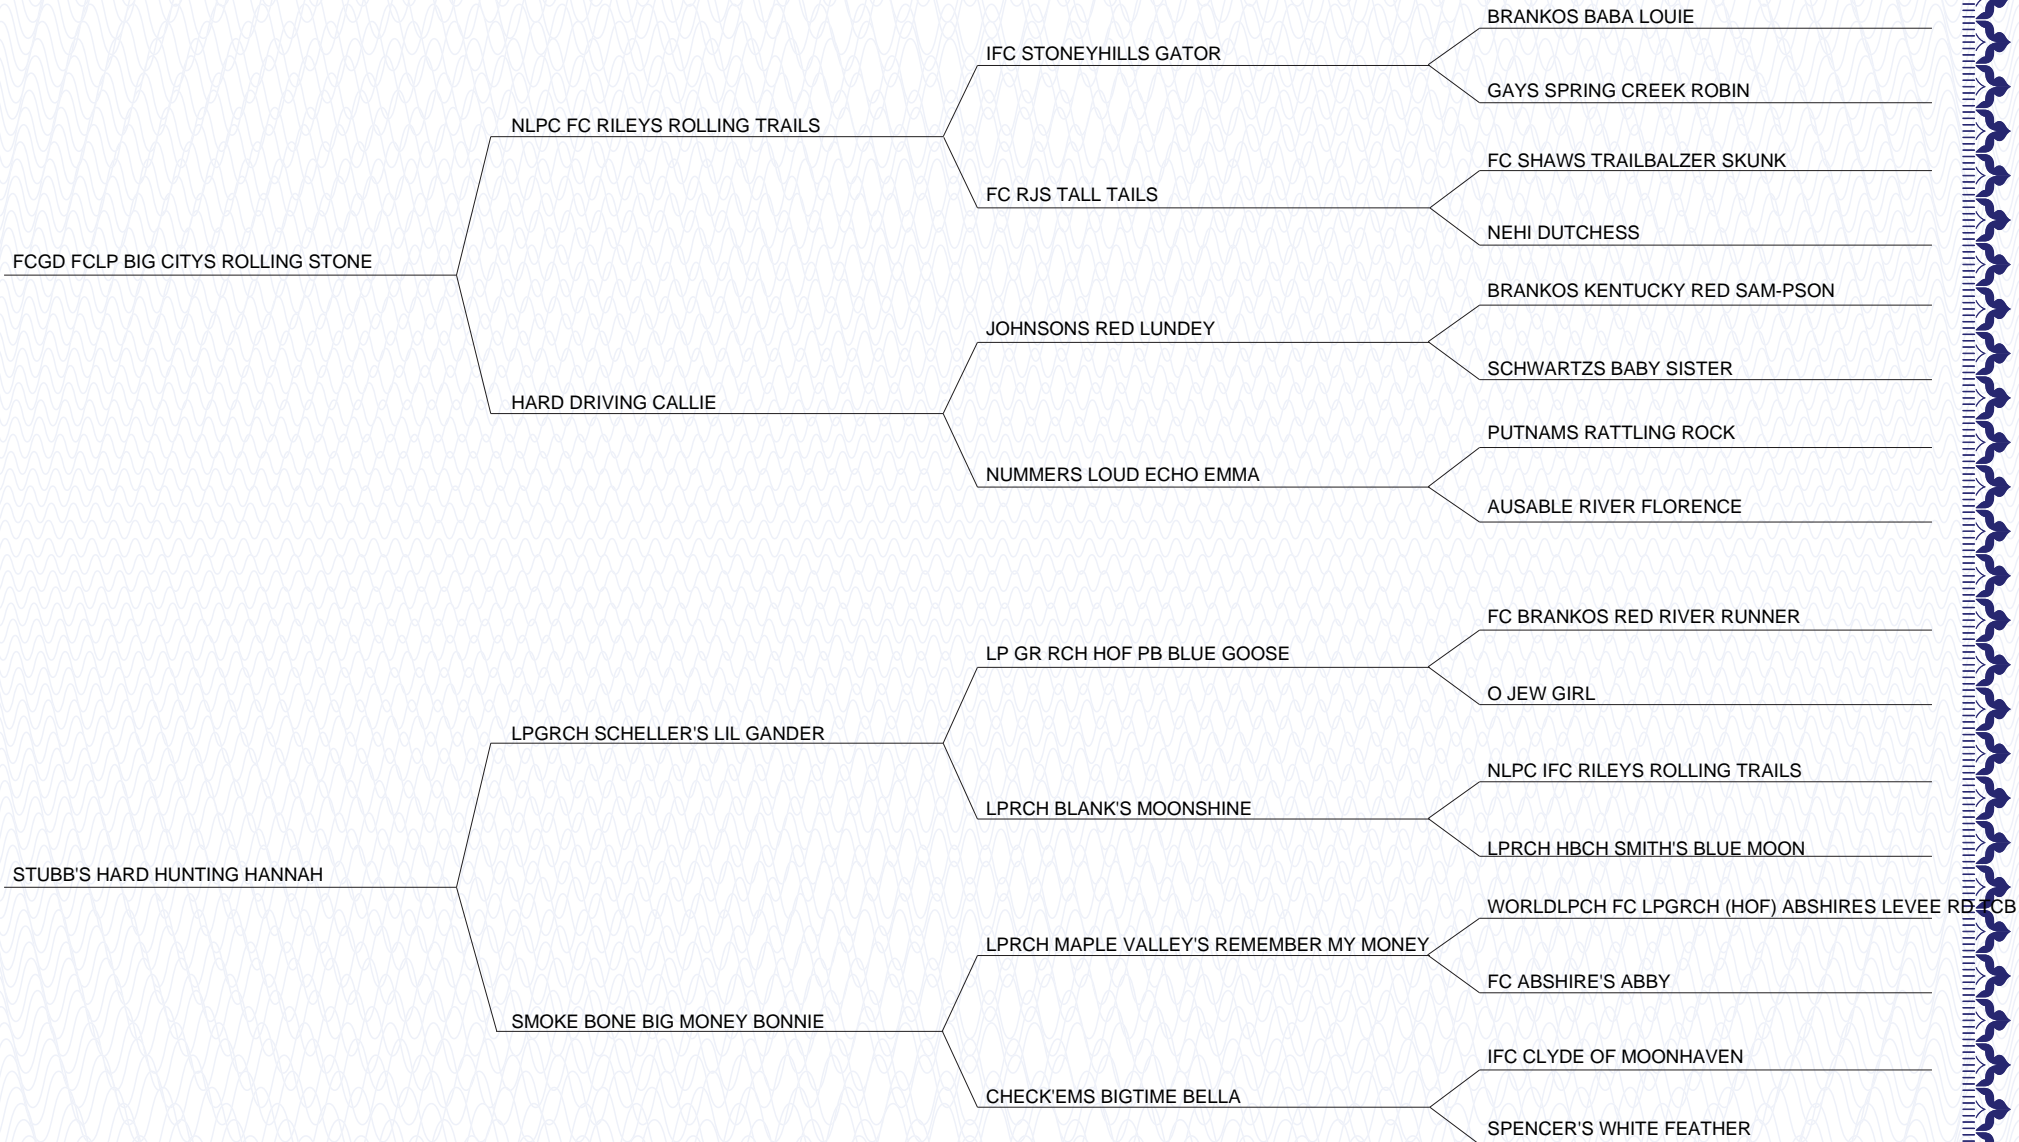 BRANKOS BABA LOUIE
IFC STONEYHILLS GATOR
GAYS SPRING CREEK ROBIN
NLPC FC RILEYS ROLLING TRAILS
FC SHAWS TRAILBALZER SKUNK
FC RJS TALL TAILS
NEHI DUTCHESS
FCGD FCLP BIG CITYS ROLLING STONE
BRANKOS KENTUCKY RED SAM-PSON
JOHNSONS RED LUNDEY
SCHWARTZS BABY SISTER
HARD DRIVING CALLIE
PUTNAMS RATTLING ROCK
NUMMERS LOUD ECHO EMMA
AUSABLE RIVER FLORENCE
FC BRANKOS RED RIVER RUNNER
LP GR RCH HOF PB BLUE GOOSE
O JEW GIRL
LPGRCH SCHELLER'S LIL GANDER
NLPC IFC RILEYS ROLLING TRAILS
LPRCH BLANK'S MOONSHINE
LPRCH HBCH SMITH'S BLUE MOON
STUBB'S HARD HUNTING HANNAH
WORLDLPCH FC LPGRCH (HOF) ABSHIRES LEVEE RD TCB
LPRCH MAPLE VALLEY'S REMEMBER MY MONEY
FC ABSHIRE'S ABBY
SMOKE BONE BIG MONEY BONNIE
IFC CLYDE OF MOONHAVEN
CHECK'EMS BIGTIME BELLA
SPENCER'S WHITE FEATHER